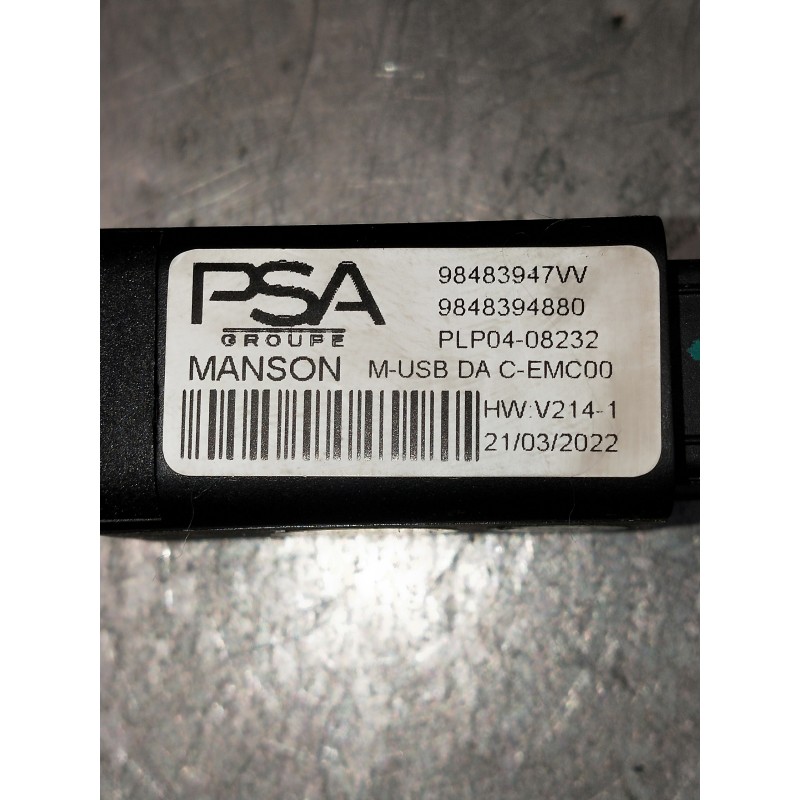 PSA
GROUPE
98483947VV
9848394880
PLP04-08232
MANSON M-USB DA C-EMC00
HW:V214-1
21/03/2022